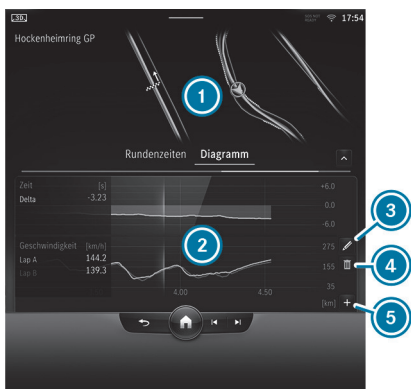 3D 17:54
Hockenheimring GP
1
Rundenzeiten Diagramm
Zeit [s] +6.0
Delta -3.23 0.0
-6.0
3
2
Geschwindigkeit [km/h] 275
Lap A 144.2 155
Lap B 139.3 35
4
4.00 4.50 [km] +
5